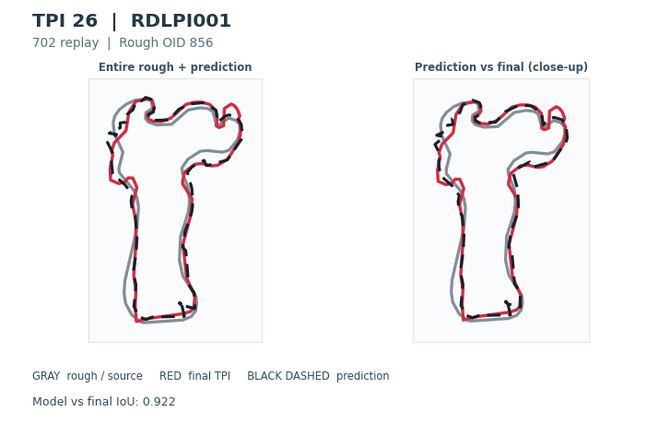 TPI 26 | RDLPI001
702 replay | Rough OID 856
Entire rough + prediction
Prediction vs final (close-up)
GRAY rough / source RED final TPI BLACK DASHED prediction
Model vs final IoU: 0.922